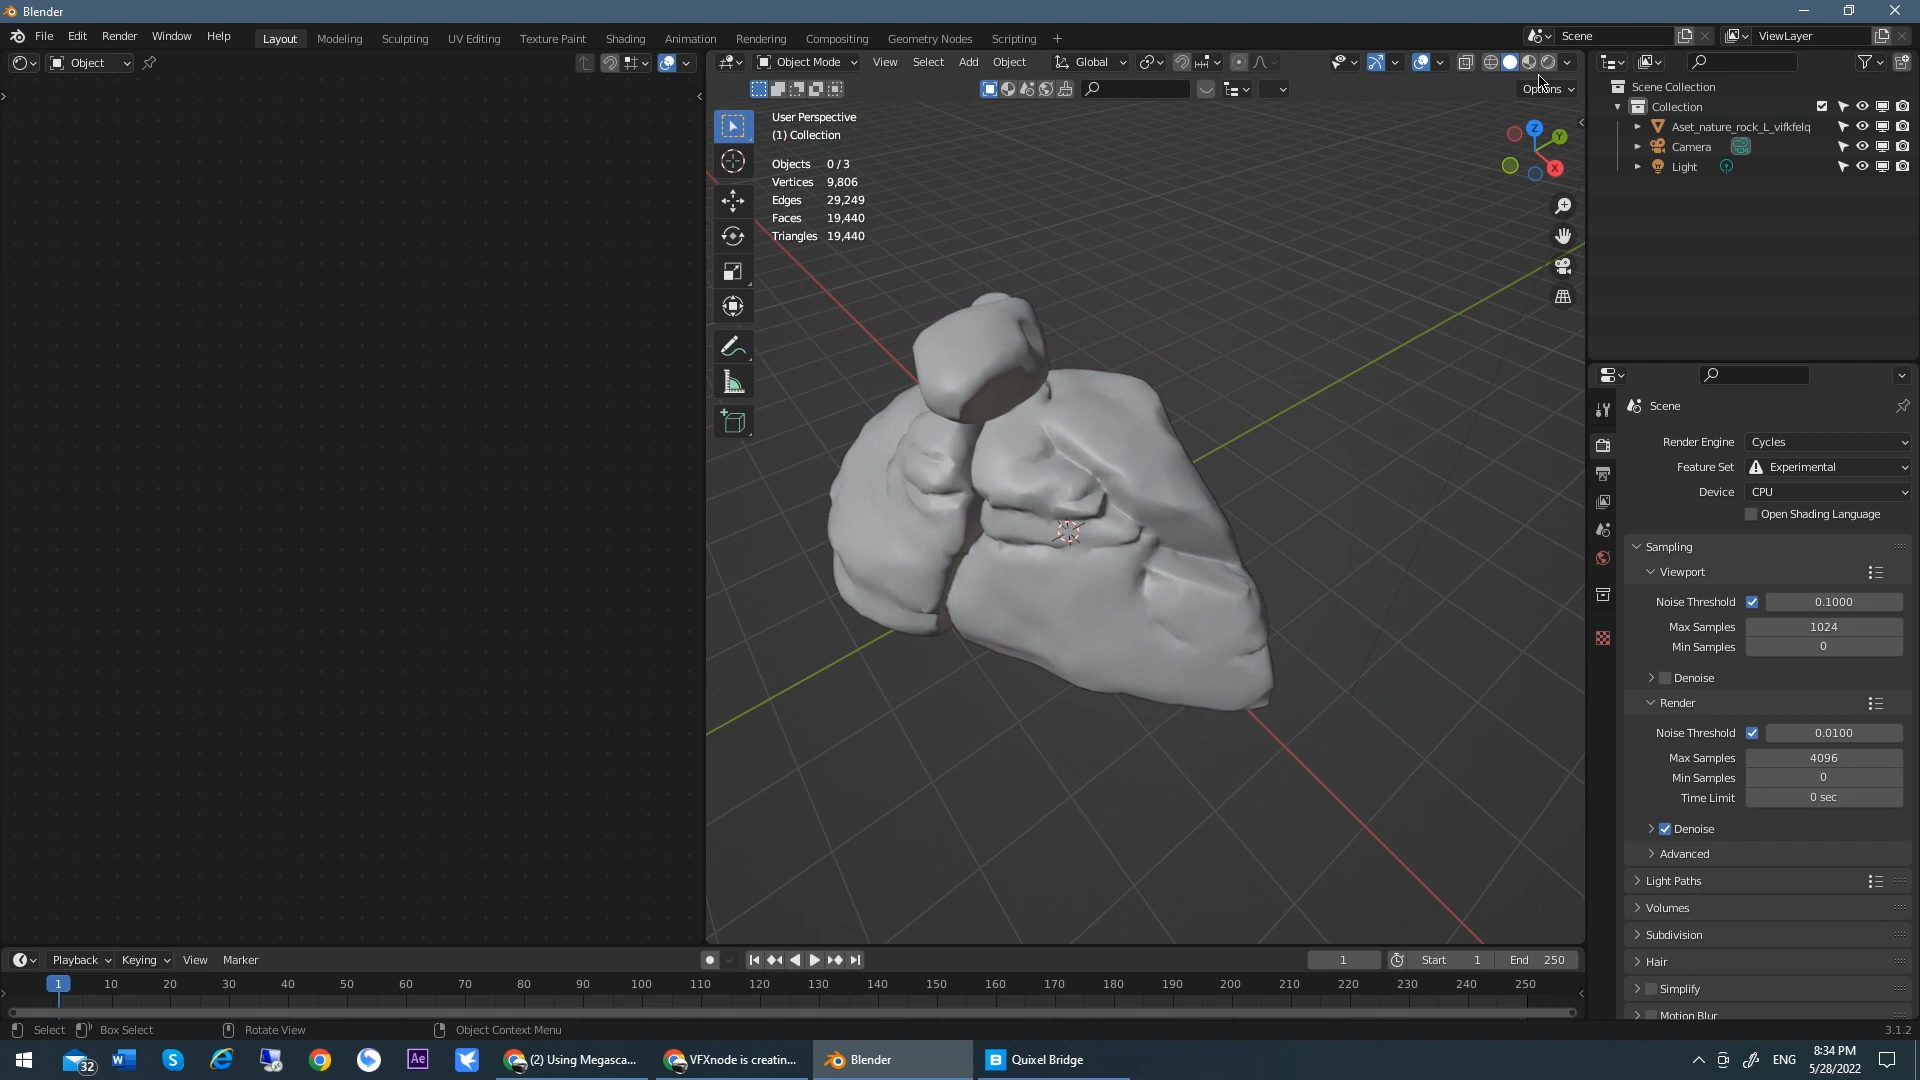 Blender
File Edit Render Window Help
Layout Modeling Sculpting UV Editing Texture Paint Shading Animation Rendering Compositing Geometry Nodes Scripting +
Scene
ViewLayer
Object
Object Mode View Select Add Object
Global
Options
User Perspective
(1) Collection
Objects 0 / 3
Vertices 9,806
Edges 29,249
Faces 19,440
Triangles 19,440
Z
Y
X
Scene Collection
Collection
Aset_nature_rock_L_vifkfelq
Camera
Light
Scene
Render Engine Cycles
Feature Set Experimental
Device CPU
Open Shading Language
Sampling
Viewport
Noise Threshold 0.1000
Max Samples 1024
Min Samples 0
Denoise
Render
Noise Threshold 0.0100
Max Samples 4096
Min Samples 0
Time Limit 0 sec
Denoise
Advanced
Light Paths
Volumes
Subdivision
Hair
Simplify
Motion Blur
Playback Keying View Marker
1 Start 1 End 250
1 10 20 30 40 50 60 70 80 90 100 110 120 130 140 150 160 170 180 190 200 210 220 230 240 250
Select Box Select Rotate View Object Context Menu
3.1.2
32
(2) Using Megasca...
VFXnode is creatin...
Blender
Quixel Bridge
ENG
8:34 PM
5/28/2022